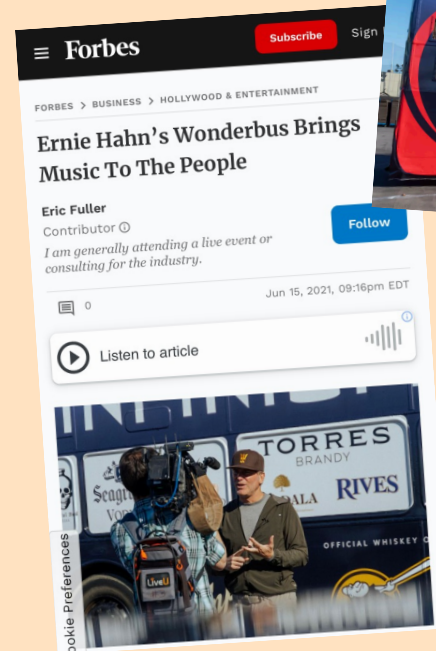 Forbes
Subscribe
Sign
FORBES > BUSINESS > HOLLYWOOD & ENTERTAINMENT
Ernie Hahn's Wonderbus Brings
Music To The People
Eric Fuller
Contributor
Follow
I am generally attending a live event or
consulting for the industry.
0
Jun 15, 2021, 09:16pm EDT
Listen to article
TORRES
BRANDY
RIVES
OFFICIAL WHISKEY
LiveU
ookie Preferences